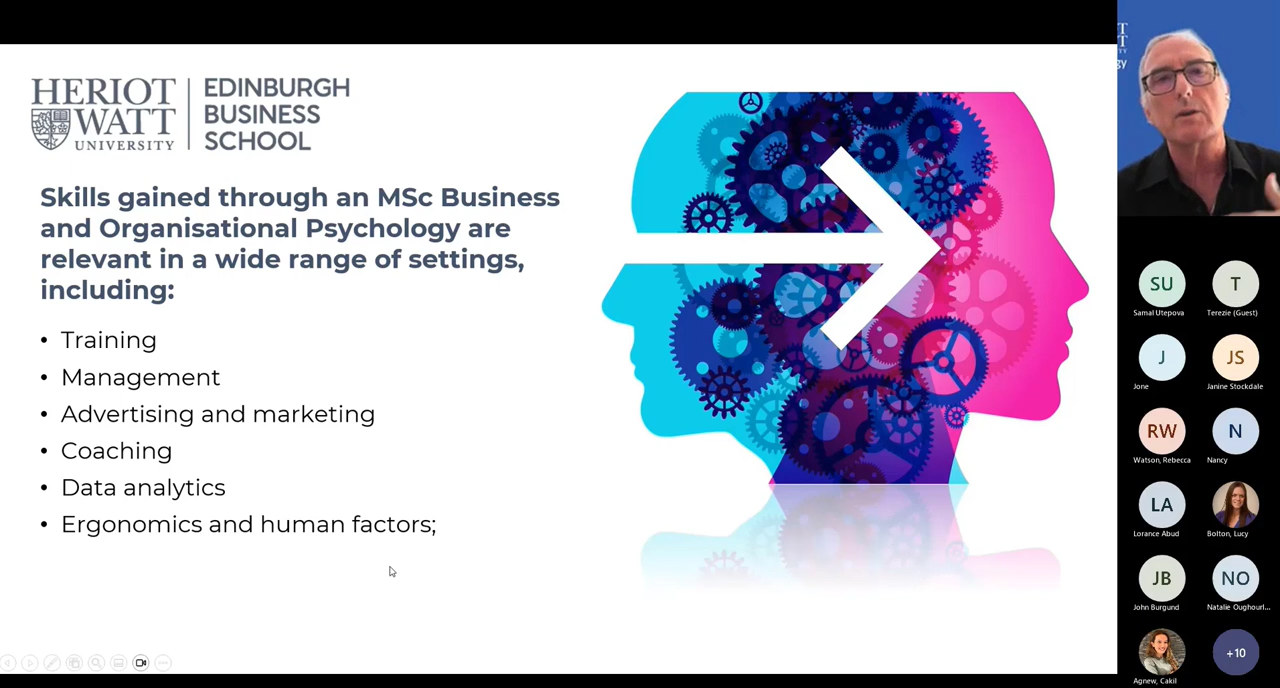 HERIOT
WATT
UNIVERSITY
EDINBURGH
BUSINESS
SCHOOL
Skills gained through an MSc Business
and Organisational Psychology are
relevant in a wide range of settings,
including:
• Training
• Management
• Advertising and marketing
• Coaching
• Data analytics
• Ergonomics and human factors;
SU
Samal Utepova
T
Terezie (Guest)
J
Jone
JS
Janine Stockdale
RW
Watson, Rebecca
N
Nancy
LA
Lorance Abud
Bolton, Lucy
JB
John Burgund
NO
Natalie Oughourl...
Agnew, Cakil
+10